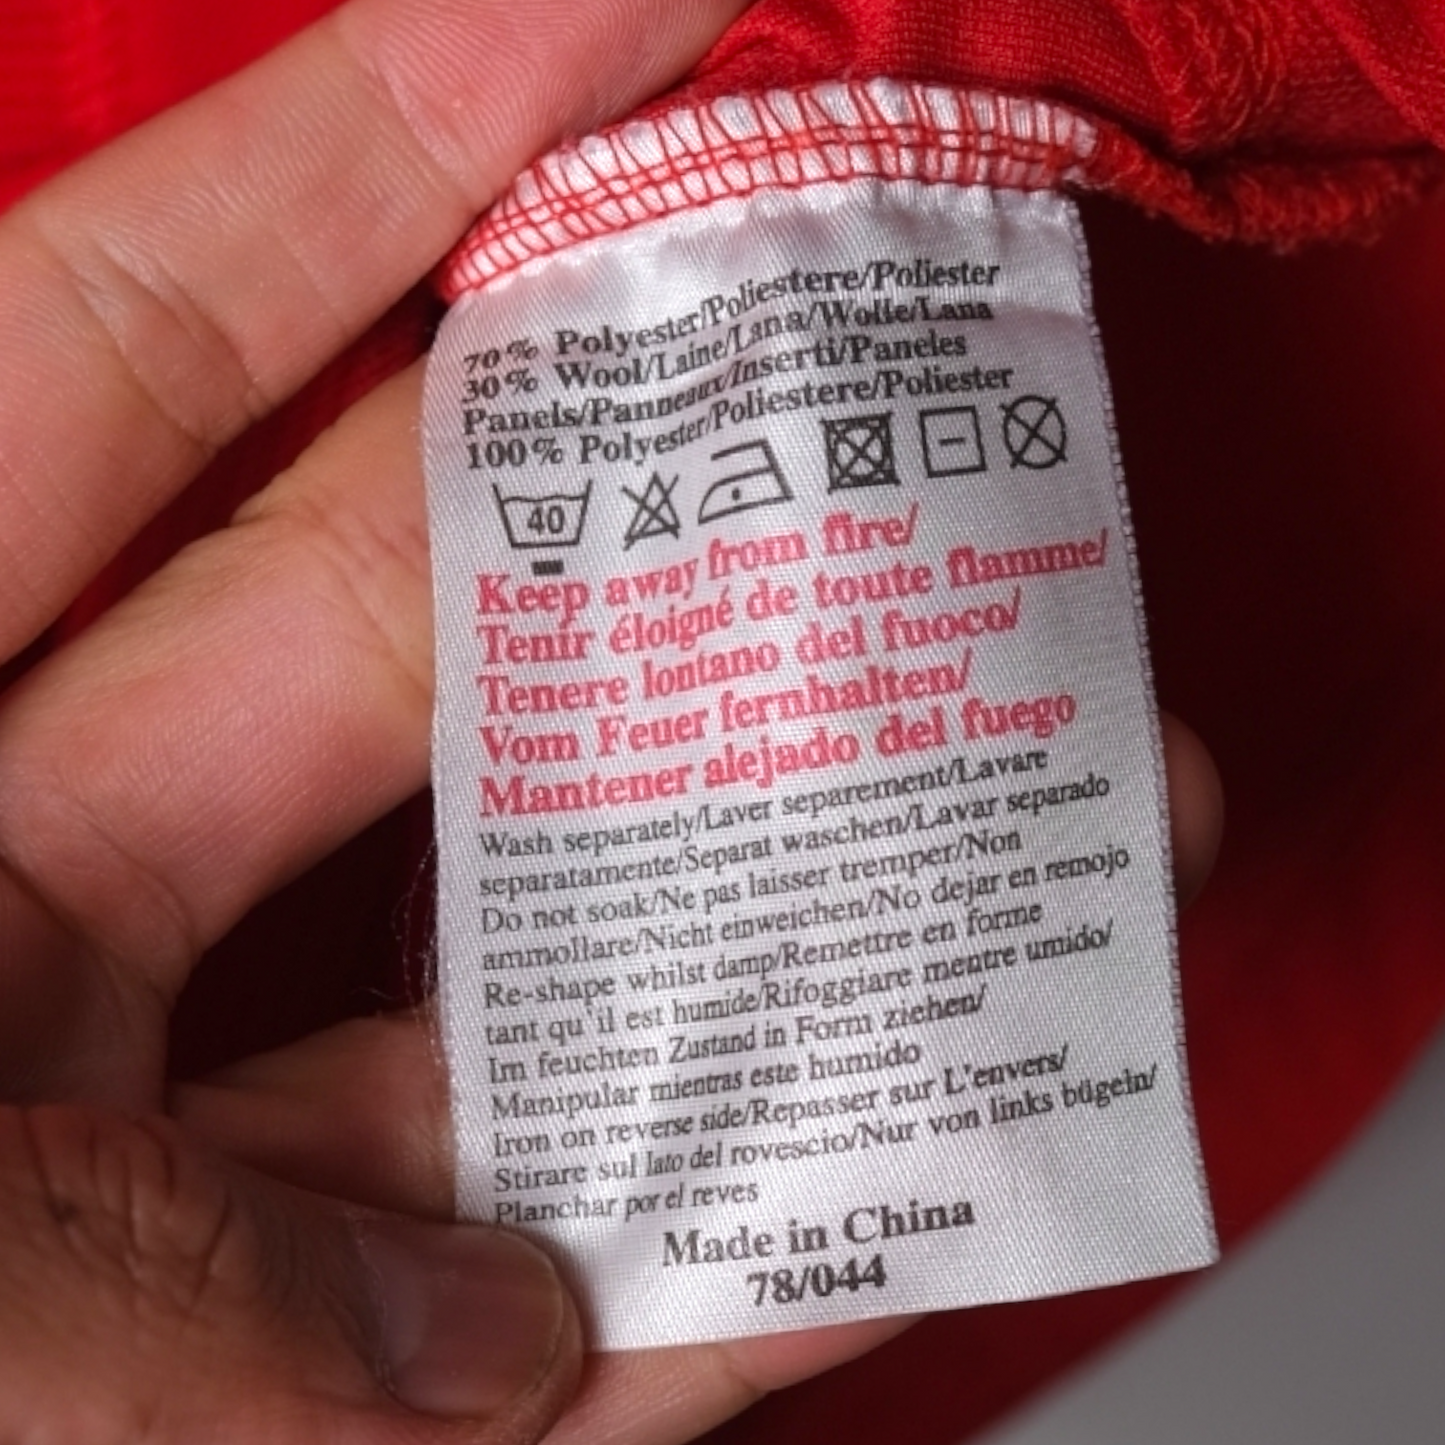 70% Polyester/Poliestere/Poliester
30% Wool/Laine/Lana/Wolle/Lana
Panels/Panneaux/Inserti/Paneles
100% Polyester/Poliestere/Poliester
40
Keep away from fire/
Tenir éloigné de toute flamme/
Tenere lontano del fuoco/
Vom Feuer fernhalten/
Mantener alejado del fuego
Wash separately/Laver separement/Lavare
separatamente/Separat waschen/Lavar separado
Do not soak/Ne pas laisser tremper/Non
ammollare/Nicht einweichen/No dejar en remojo
Re-shape whilst damp/Remettre en forme
tant qu'il est humide/Rifoggiare mentre umido/
Im feuchten Zustand in Form ziehen/
Manipular mientras este humido
Iron on reverse side/Repasser sur L'envers/
Stirare sul lato del rovescio/Nur von links bügeln/
Planchar por el reves
Made in China
78/044